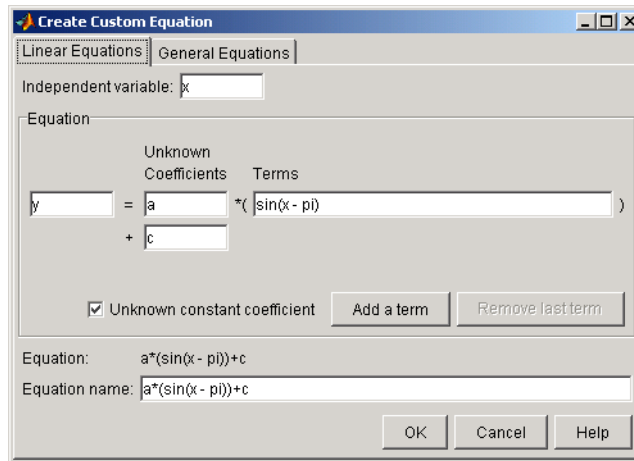 Create Custom Equation
Linear Equations General Equations
Independent variable: x
Equation
Unknown
Coefficients Terms
y = a *( sin(x - pi) )
+ c
Unknown constant coefficient Add a term Remove last term
Equation: a*(sin(x - pi))+c
Equation name: a*(sin(x - pi))+c
OK Cancel Help